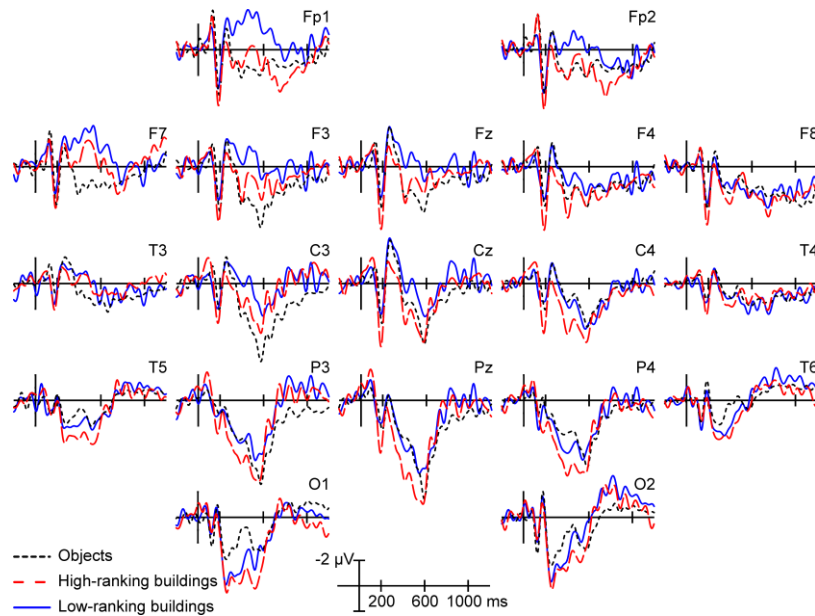 Fp1 Fp2
F7 F3 Fz F4 F8
T3 C3 Cz C4 T4
T5 P3 Pz P4 T6
O1 O2
-2 µV
200 600 1000 ms
Objects
High-ranking buildings
Low-ranking buildings